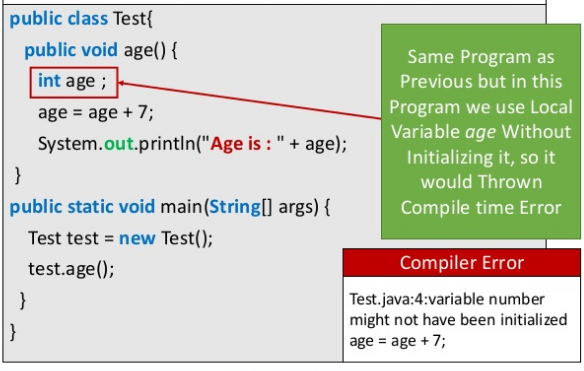 public class Test{
public void age() {
int age ;
age = age + 7;
System.out.println("Age is : " + age);
}
public static void main(String[] args) {
Test test = new Test();
test.age();
}
}
Same Program as
Previous but in this
Program we use Local
Variable age Without
Initializing it, so it
would Thrown
Compile time Error
Compiler Error
Test.java:4:variable number
might not have been initialized
age = age + 7;